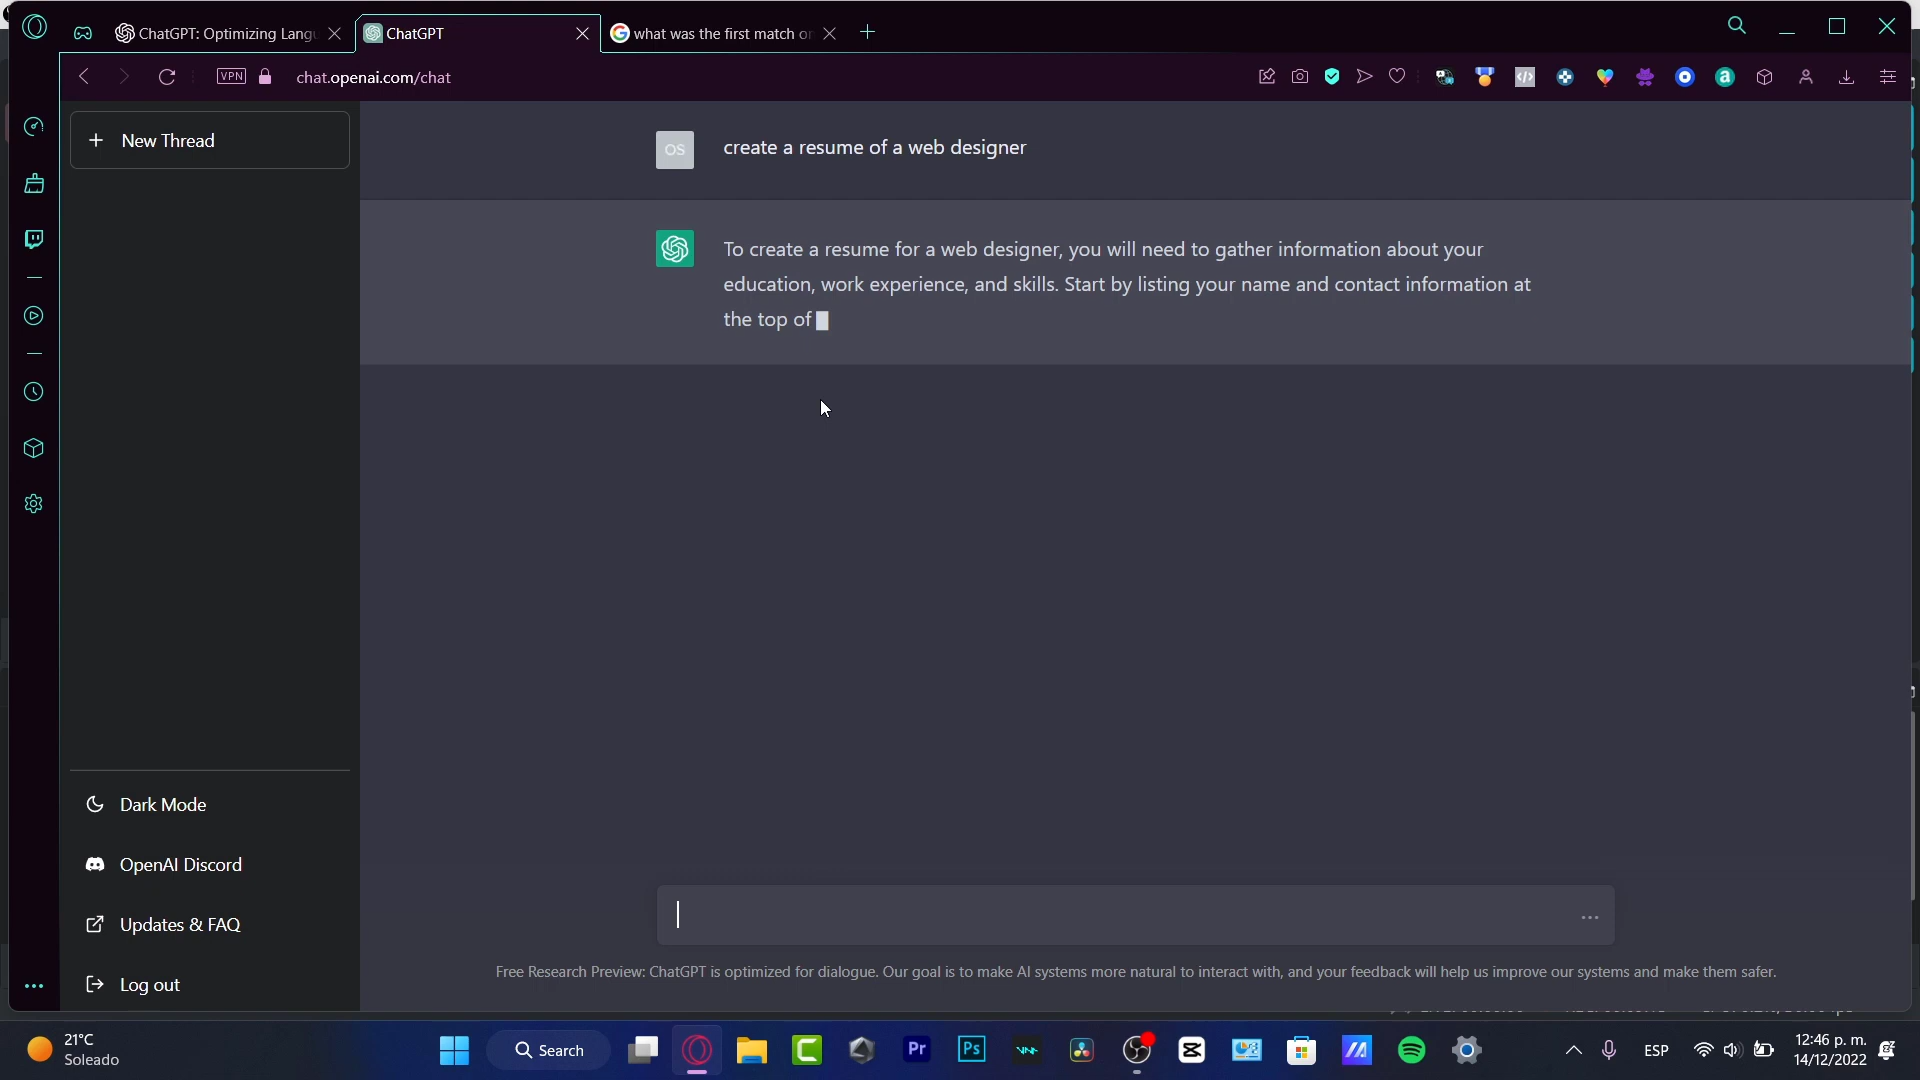 ChatGPT: Optimizing Langu
ChatGPT
what was the first match or
VPN
chat.openai.com/chat
New Thread
OS
create a resume of a web designer
To create a resume for a web designer, you will need to gather information about your
education, work experience, and skills. Start by listing your name and contact information at
the top of
Dark Mode
OpenAI Discord
Updates & FAQ
Log out
Free Research Preview: ChatGPT is optimized for dialogue. Our goal is to make AI systems more natural to interact with, and your feedback will help us improve our systems and make them safer.
21°C
Soleado
Search
Pr
Ps
ESP
12:46 p. m.
14/12/2022